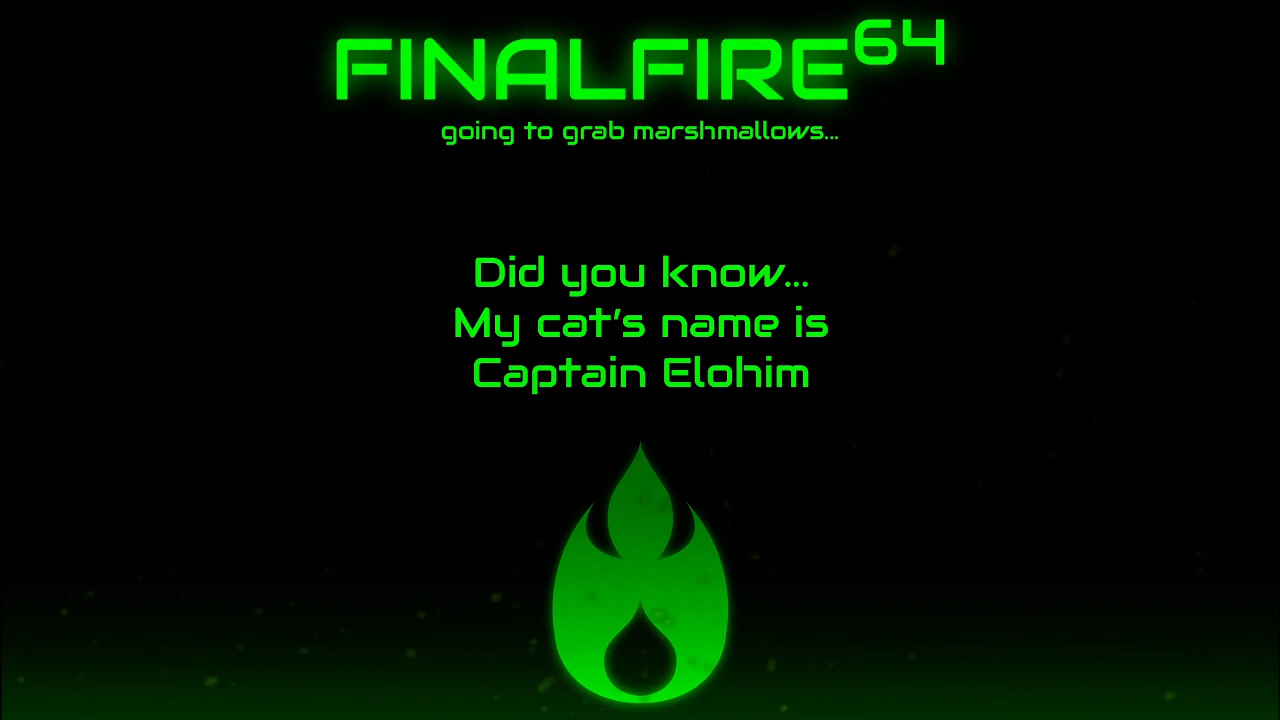 FINALFIRE⁶⁴
going to grab marshmallows...
Did you know...
My cat's name is
Captain Elohim